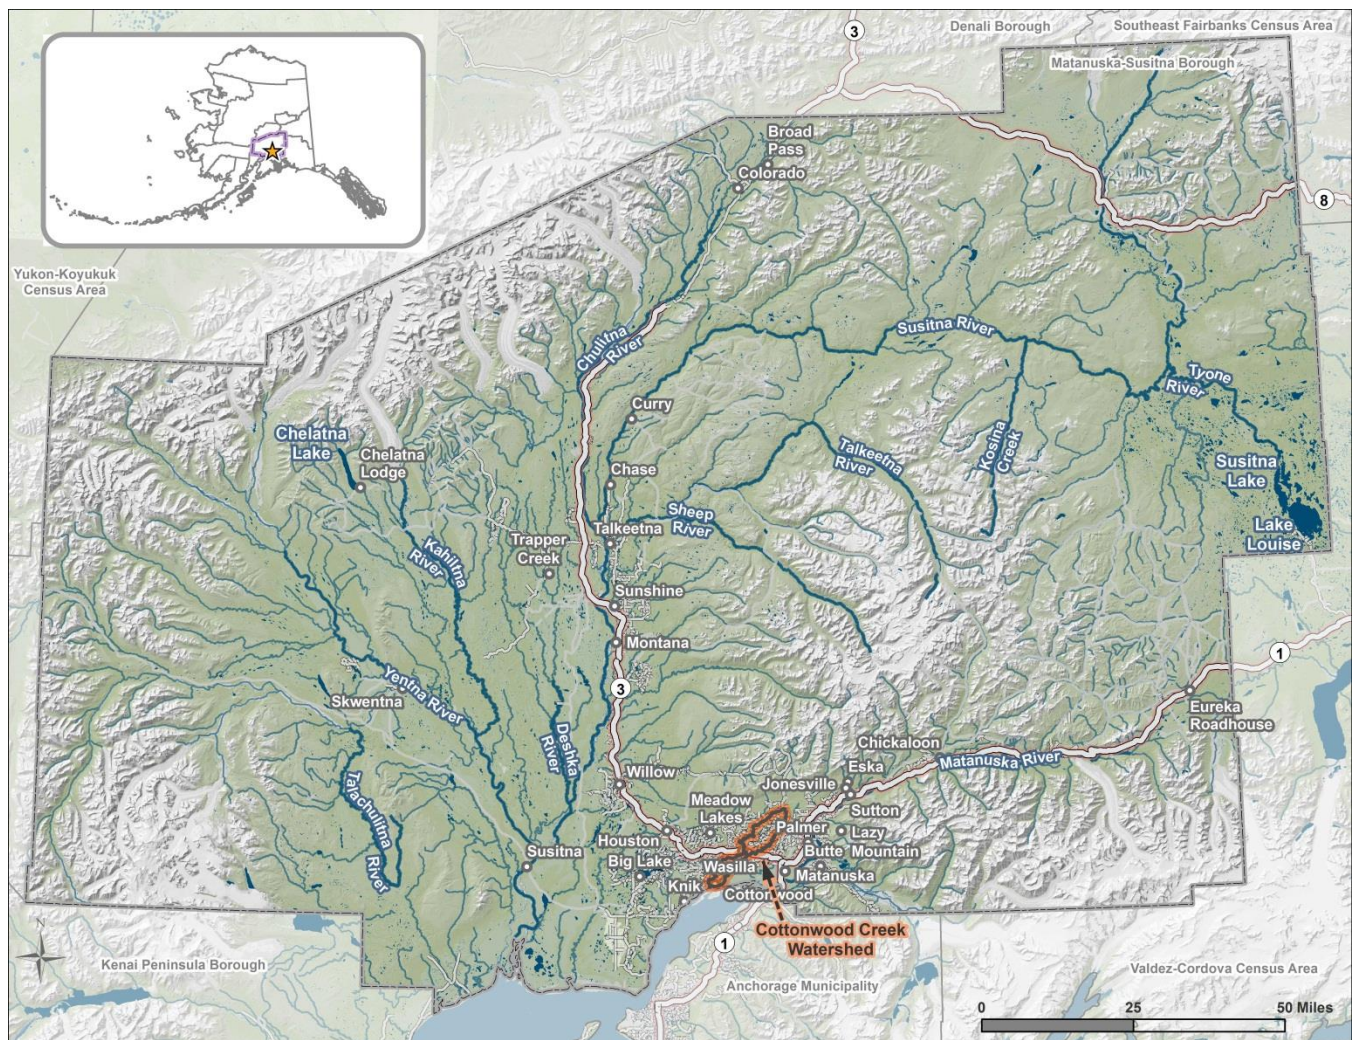 3
Denali Borough
Southeast Fairbanks Census Area
Matanuska-Susitna Borough
8
Yukon-Koyukuk
Census Area
Broad
Pass
Colorado
Chulitna
River
Susitna River
Tyone
River
Curry
Chelatna
Lake
Chelatna
Lodge
Talkeetna
River
Kosina
Creek
Susitna
Lake
Lake
Louise
Chase
Sheep
River
Talkeetna
Trapper
Creek
Kahiltna
River
Sunshine
Montana
1
3
Skwentna
Yentna River
Deshka
River
Eureka
Roadhouse
Chickaloon
Matanuska River
Eska
Jonesville
Willow
Talachulitna
River
Meadow
Lakes
Sutton
Palmer
Lazy
Mountain
Houston
Butte
Big Lake
Wasilla
Susitna
Matanuska
Knik
Cottonwood
Cottonwood Creek
Watershed
1
Kenai Peninsula Borough
Anchorage Municipality
Valdez-Cordova Census Area
0
25
50 Miles